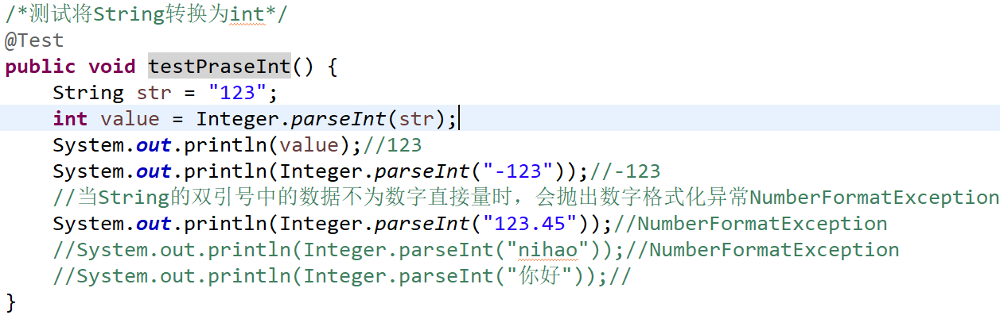 /*测试将String转换为int*/
@Test
public void testPraseInt() {
String str = "123";
int value = Integer.parseInt(str);
System.out.println(value);//123
System.out.println(Integer.parseInt("-123"));//-123
//当String的双引号中的数据不为数字直接量时，会抛出数字格式化异常NumberFormatException
System.out.println(Integer.parseInt("123.45"));//NumberFormatException
//System.out.println(Integer.parseInt("nihao"));//NumberFormatException
//System.out.println(Integer.parseInt("你好"));//
}